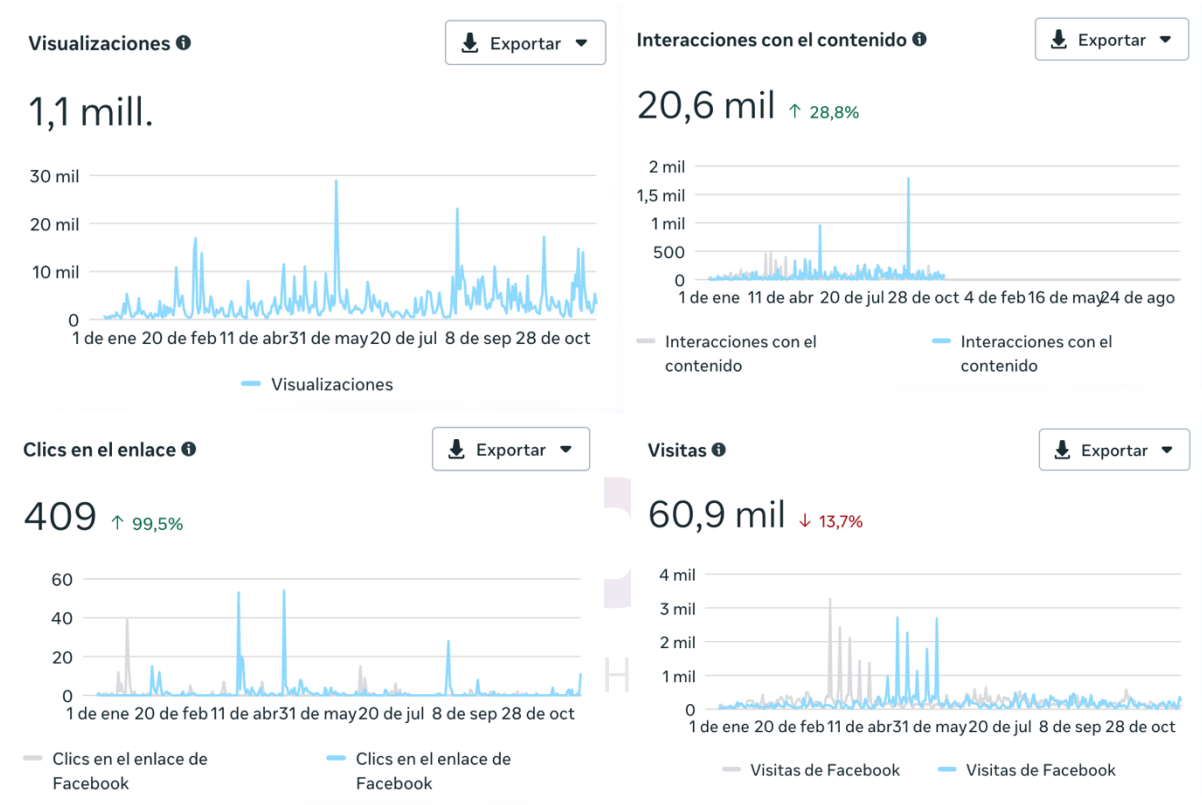 Visualizaciones
Exportar
1,1 mill.
30 mil
20 mil
10 mil
0
1 de ene 20 de feb 11 de abr 31 de may 20 de jul 8 de sep 28 de oct
Visualizaciones
Interacciones con el contenido
Exportar
20,6 mil ↑ 28,8%
2 mil
1,5 mil
1 mil
500
0
1 de ene 11 de abr 20 de jul 28 de oct 4 de feb 16 de may 24 de ago
Interacciones con el contenido
Interacciones con el contenido
Clics en el enlace
Exportar
409 ↑ 99,5%
60
40
20
0
1 de ene 20 de feb 11 de abr 31 de may 20 de jul 8 de sep 28 de oct
Clics en el enlace de Facebook
Clics en el enlace de Facebook
Visitas
Exportar
60,9 mil ↓ 13,7%
4 mil
3 mil
2 mil
1 mil
0
1 de ene 20 de feb 11 de abr 31 de may 20 de jul 8 de sep 28 de oct
Visitas de Facebook
Visitas de Facebook
H